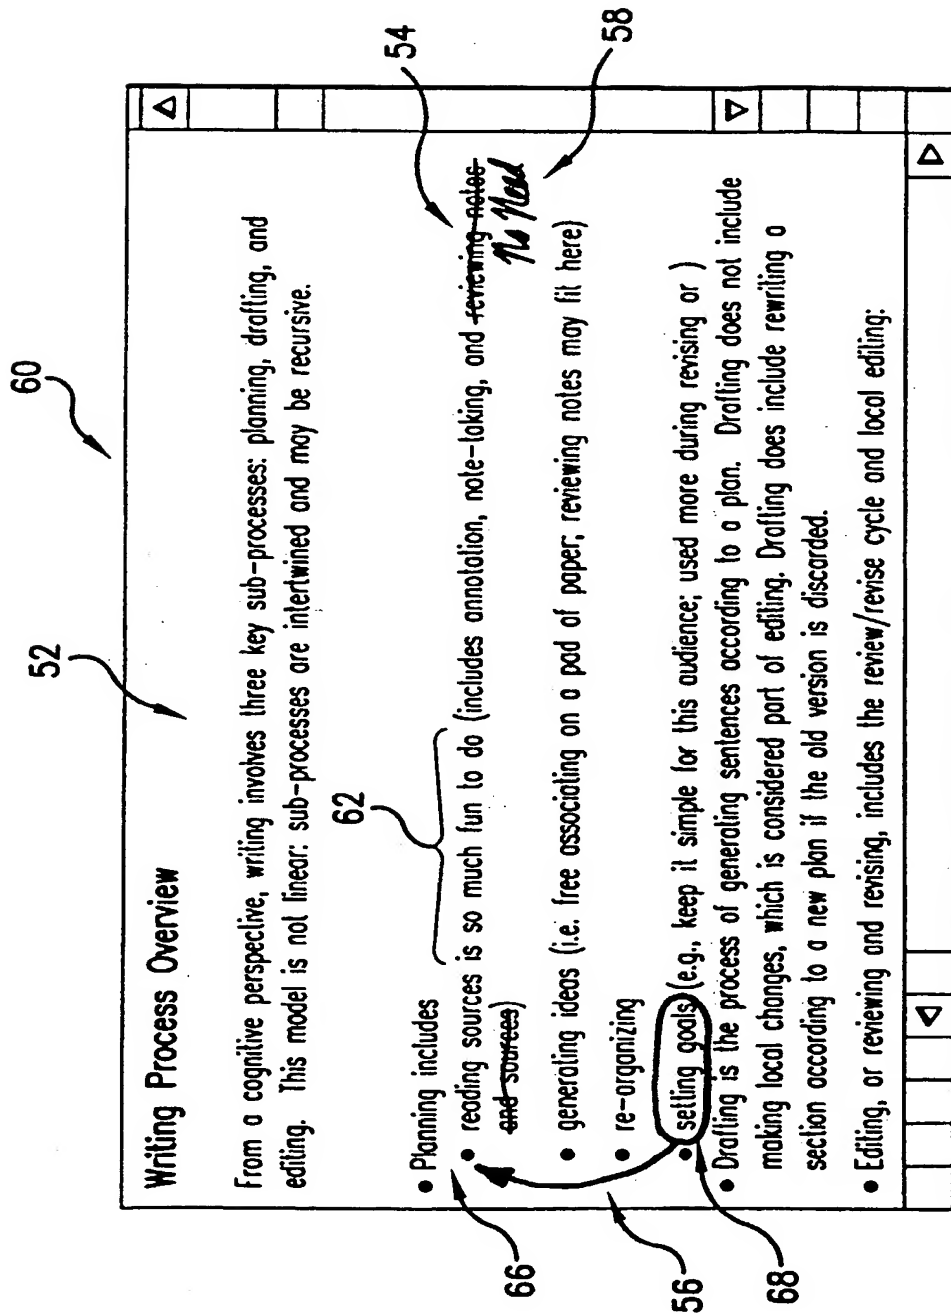 60
52
Writing Process Overview
From a cognitive perspective, writing involves three key sub-processes: planning, drafting, and
editing. This model is not linear: sub-processes are intertwined and may be recursive.
62
54
• Planning includes
66
• reading sources is so much fun to do (includes annotation, note-taking, and reviewing notes
and sources)
No Need
58
• generating ideas (i.e. free associating on a pad of paper; reviewing notes may fit here)
• re-organizing
56
• setting goals (e.g., keep it simple for this audience; used more during revising or )
68
• Drafting is the process of generating sentences according to a plan. Drafting does not include
making local changes, which is considered part of editing. Drafting does include rewriting a
section according to a new plan if the old version is discarded.
• Editing, or reviewing and revising, includes the review/revise cycle and local editing: